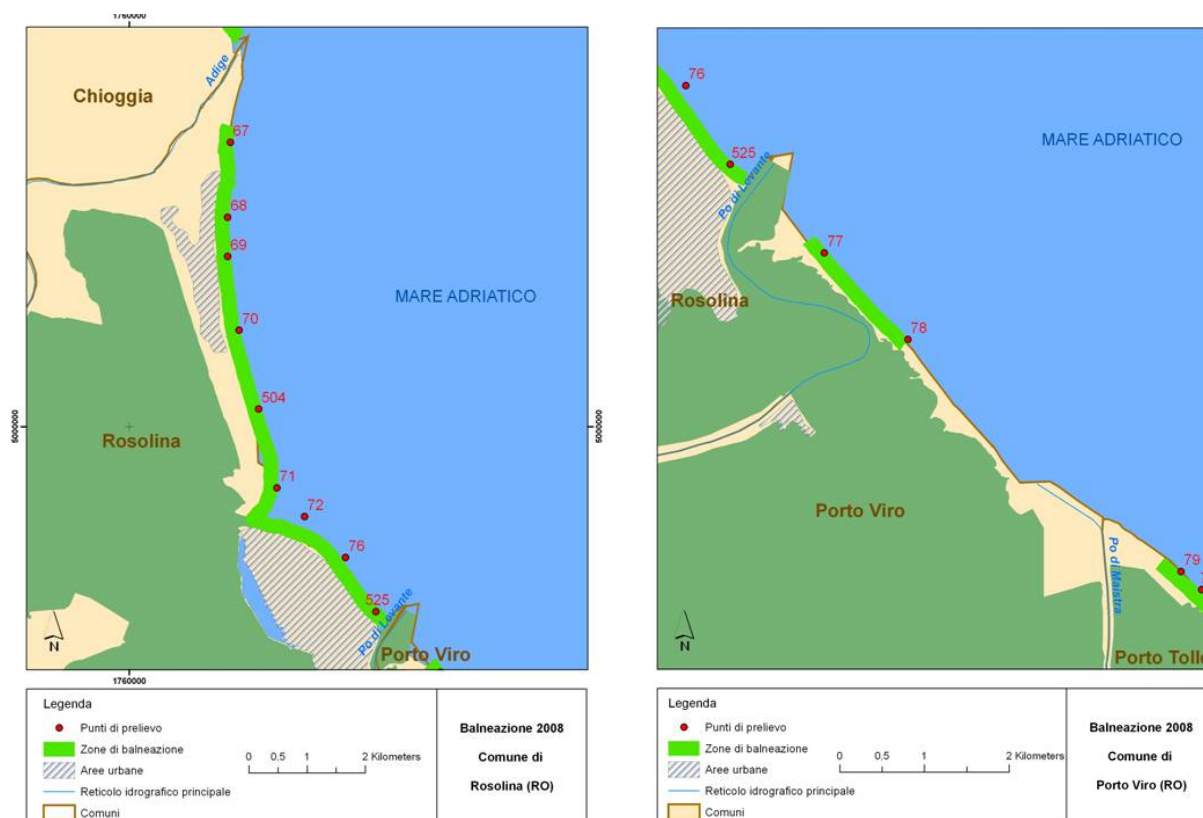 1760000
Adige
Chioggia
67
68
69
70
MARE ADRIATICO
504
5000000
5000000
Rosolina
71
72
76
525
Po di Levante
Porto Viro
N
1760000
Legenda
Punti di prelievo
Zone di balneazione
Aree urbane
Reticolo idrografico principale
Comuni
0 0,5 1 2 Kilometers
Balneazione 2008
Comune di
Rosolina (RO)
76
MARE ADRIATICO
525
Po di Levante
77
Rosolina
78
Porto Viro
Po di Maistra
79
N
Porto Toll
Legenda
Punti di prelievo
Zone di balneazione
Aree urbane
Reticolo idrografico principale
Comuni
0 0,5 1 2 Kilometers
Balneazione 2008
Comune di
Porto Viro (RO)